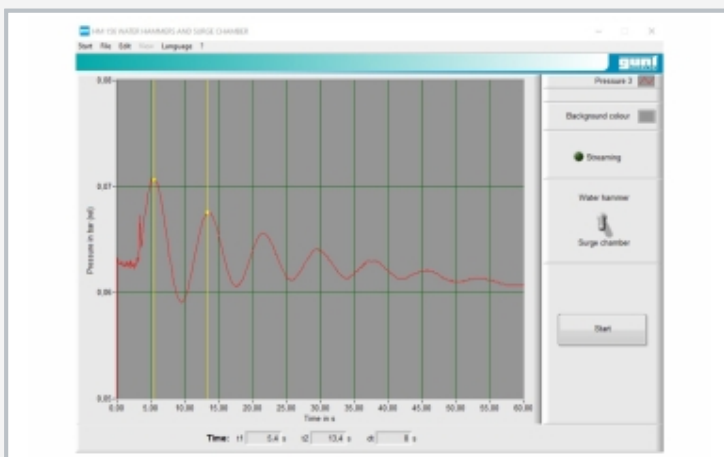 HM 156 WATER HAMMERS AND SURGE CHAMBER
Start File Edit View Language ?
gunt
Pressure 3
Background colour
Streaming
Water hammer
Surge chamber
Start
Pressure in bar (rel)
0,08
0,07
0,06
0,05
0,00 5,00 10,00 15,00 20,00 25,00 30,00 35,00 40,00 45,00 50,00 55,00 60,00
Time in s
Time: t1 5,4 s t2 13,4 s dt 8 s